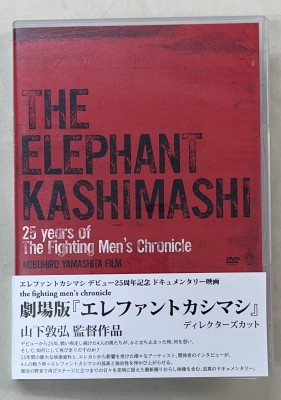 THE
ELEPHANT
KASHIMASHI
25 years of
The Fighting Men's Chronicle
NOBUHIRO YAMASHITA FILM
DVD
エレファントカシマシ デビュー25周年記念 ドキュメンタリー映画
the fighting men's chronicle
劇場版『エレファントカシマシ』
ディレクターズカット
山下敦弘 監督作品